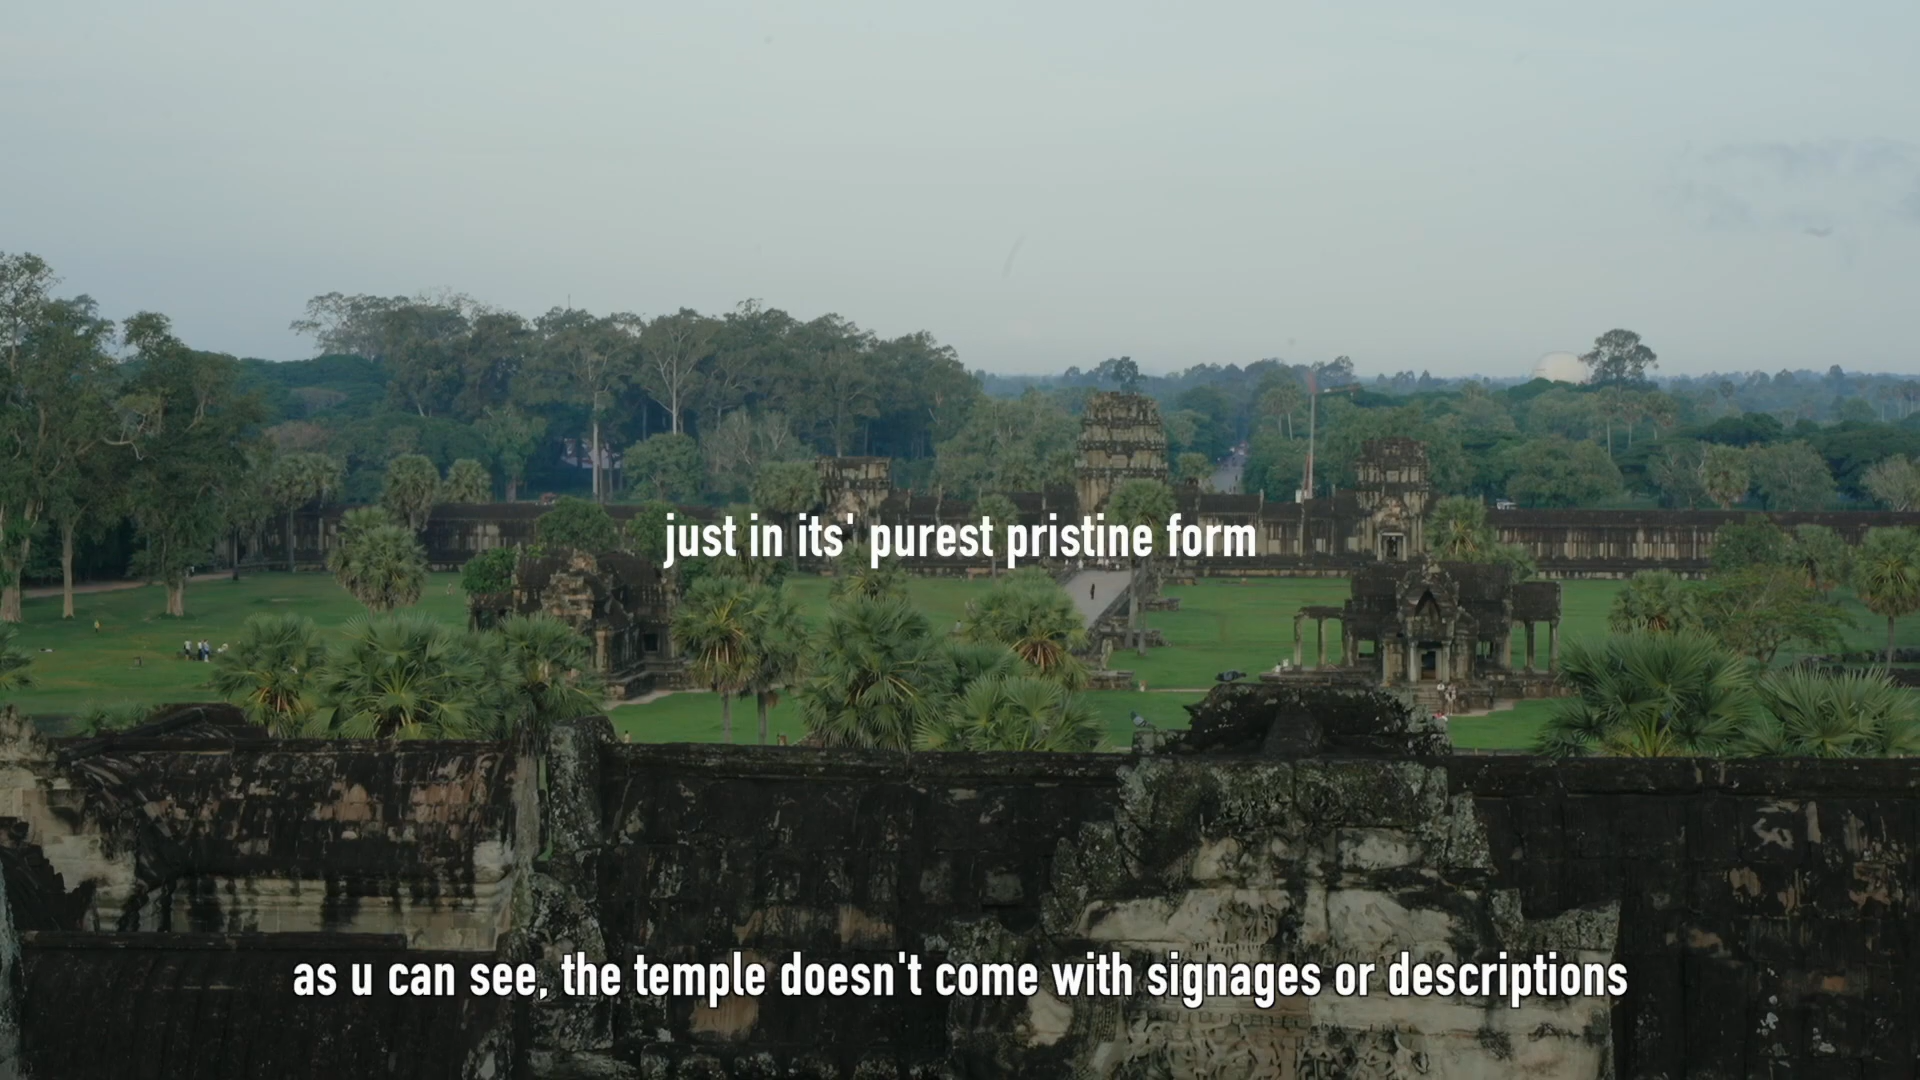 just in its' purest pristine form
as u can see, the temple doesn't come with signages or descriptions